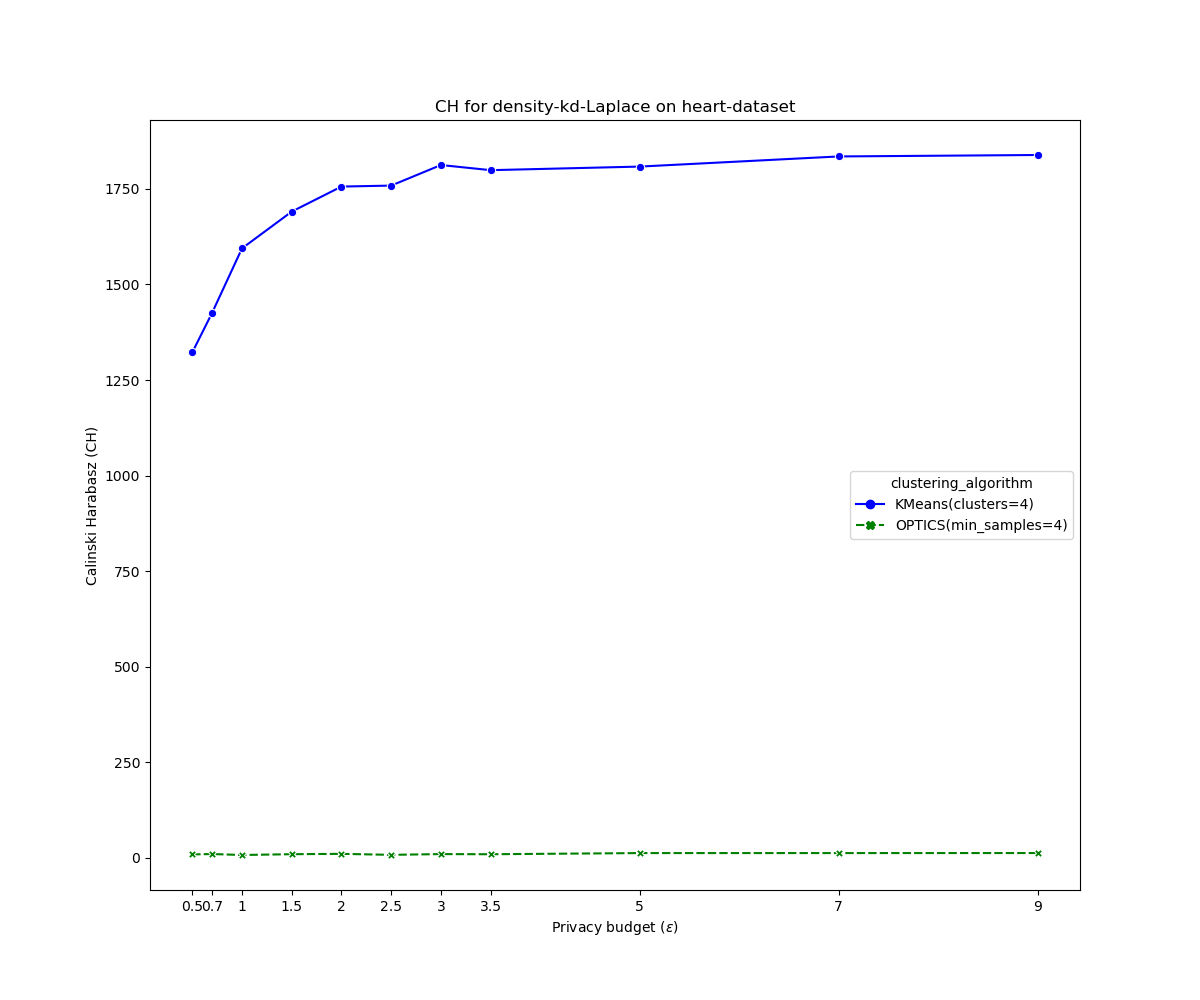 CH for density-kd-Laplace on heart-dataset
Calinski Harabasz (CH)
1750
1500
1250
1000
750
500
250
0
clustering_algorithm
KMeans(clusters=4)
OPTICS(min_samples=4)
0.5 0.7 1 1.5 2 2.5 3 3.5 5 7 9
Privacy budget (ε)